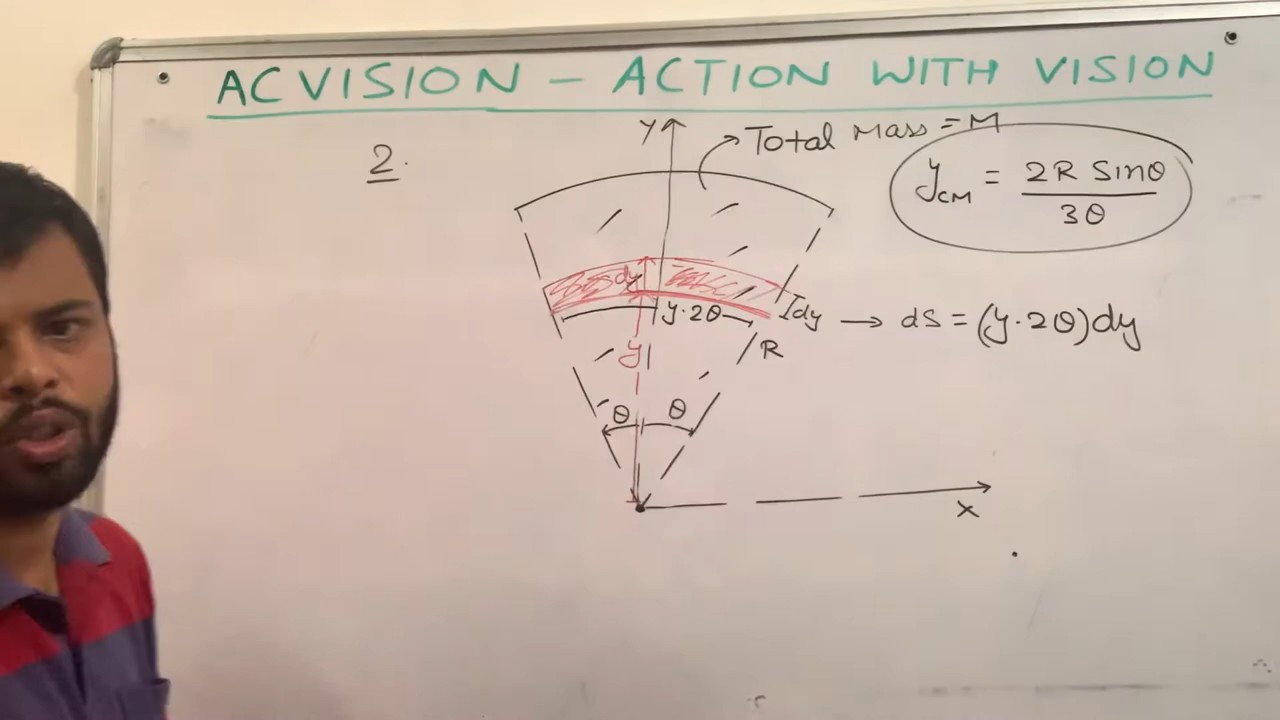 ACVISION – ACTION WITH VISION
2.
Y
Total Mass = M
y_CM = 2R Sinθ / 3θ
dy
y·2θ
dy → dS = (y·2θ)dy
y
R
θ θ
X